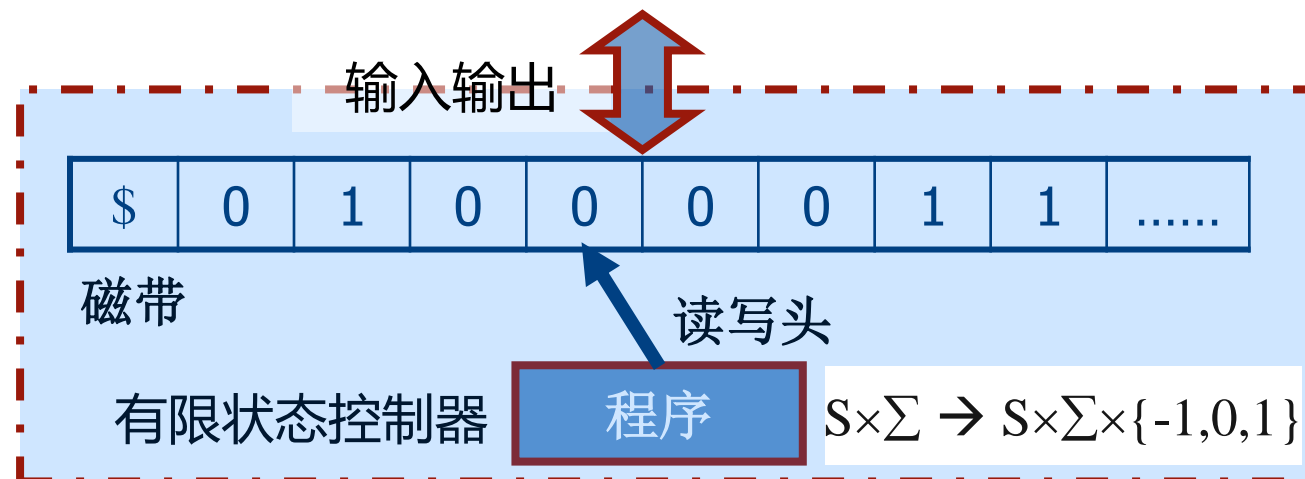 输入输出
$ 0 1 0 0 0 0 1 1 ......
磁带
读写头
有限状态控制器 程序 S×∑ → S×∑×{-1,0,1}